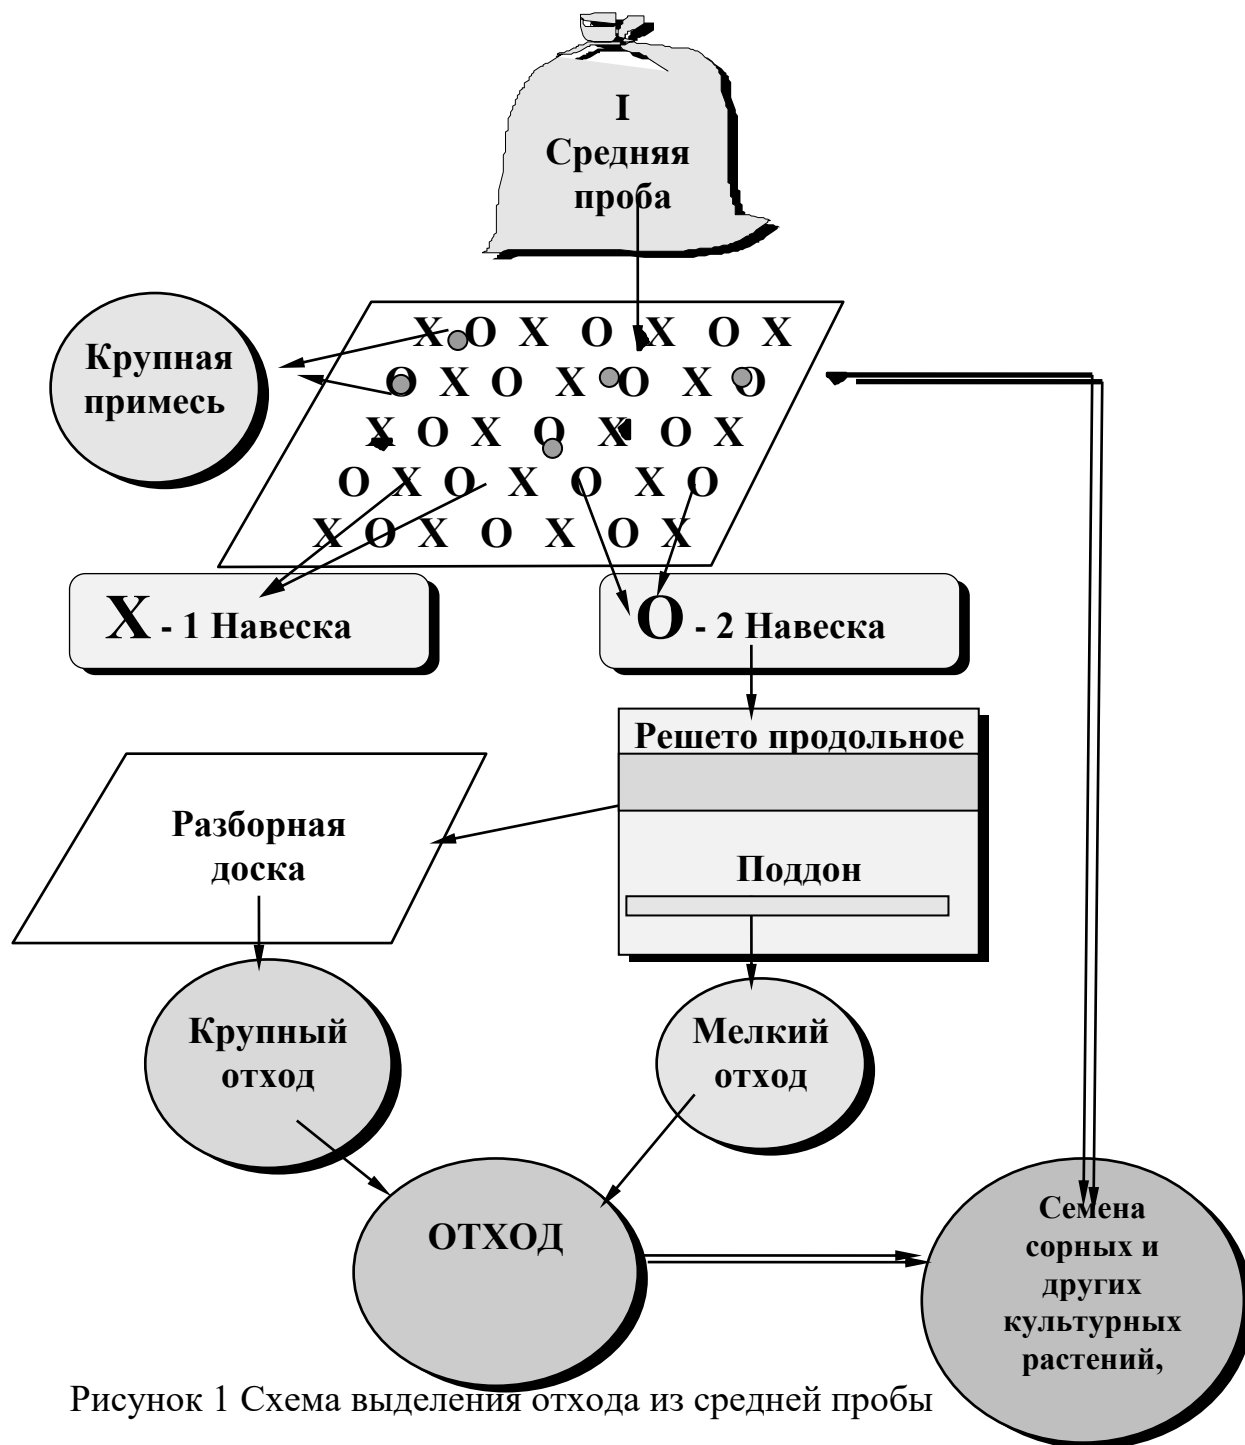 I
Средняя
проба
Крупная
примесь
X O X O X O X
O X O X O X O
X O X O X O X
O X O X O X O
X O X O X O X
X - 1 Навеска
O - 2 Навеска
Решето продольное
Разборная
доска
Поддон
Крупный
отход
Мелкий
отход
ОТХОД
Семена
сорных и
других
культурных
растений,
Рисунок 1 Схема выделения отхода из средней пробы